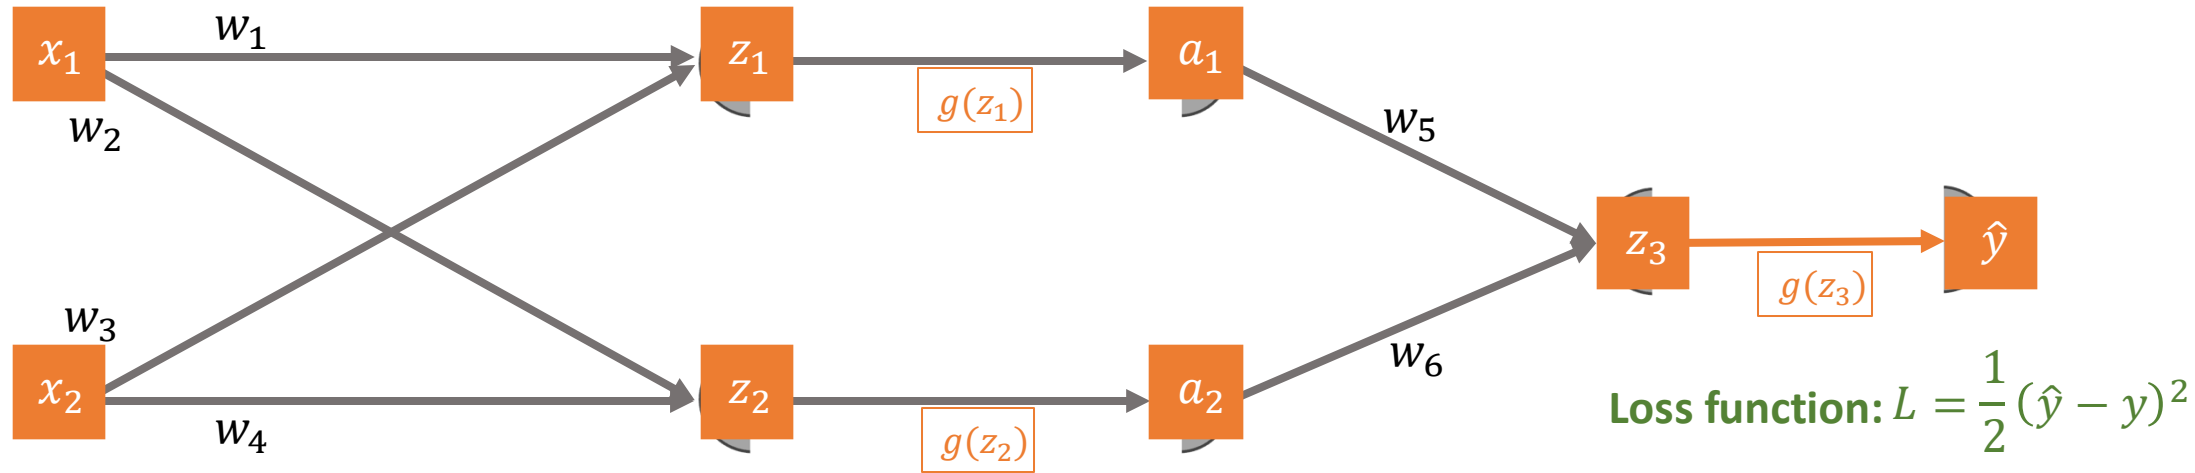 x₁
w₁
z₁
g(z₁)
a₁
w₂
w₅
z₃
g(z₃)
ŷ
w₃
x₂
w₄
z₂
g(z₂)
a₂
w₆
Loss function: L = 1/2 (ŷ − y)²